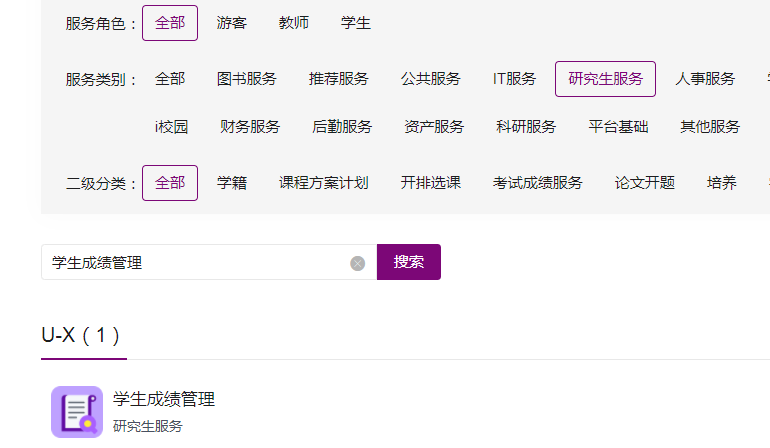 服务角色： 全部 游客 教师 学生
服务类别： 全部 图书服务 推荐服务 公共服务 IT服务 研究生服务 人事服务
i校园 财务服务 后勤服务 资产服务 科研服务 平台基础 其他服务
二级分类： 全部 学籍 课程方案计划 开排选课 考试成绩服务 论文开题 培养
学生成绩管理 搜索
U-X（1）
学生成绩管理
研究生服务